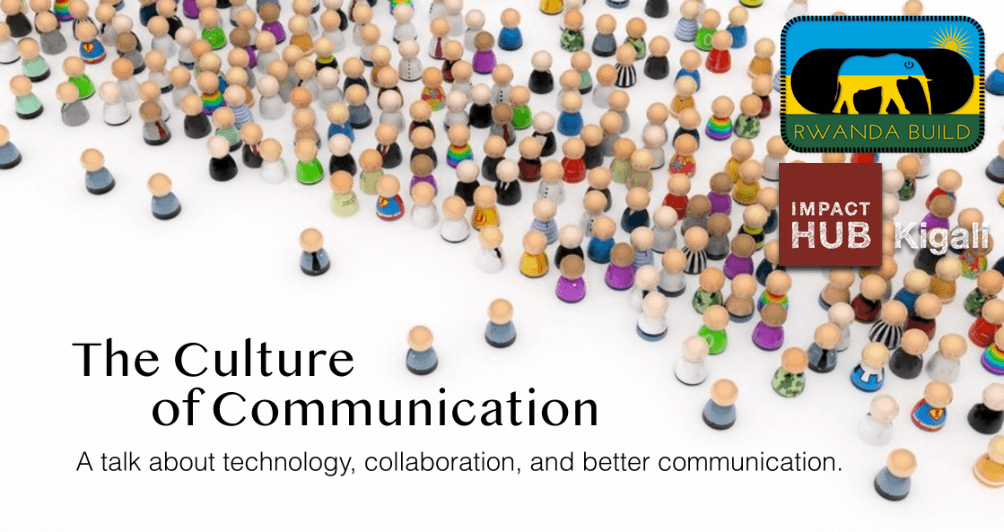 RWANDA BUILD
IMPACT
HUB Kigali
The Culture
of Communication
A talk about technology, collaboration, and better communication.